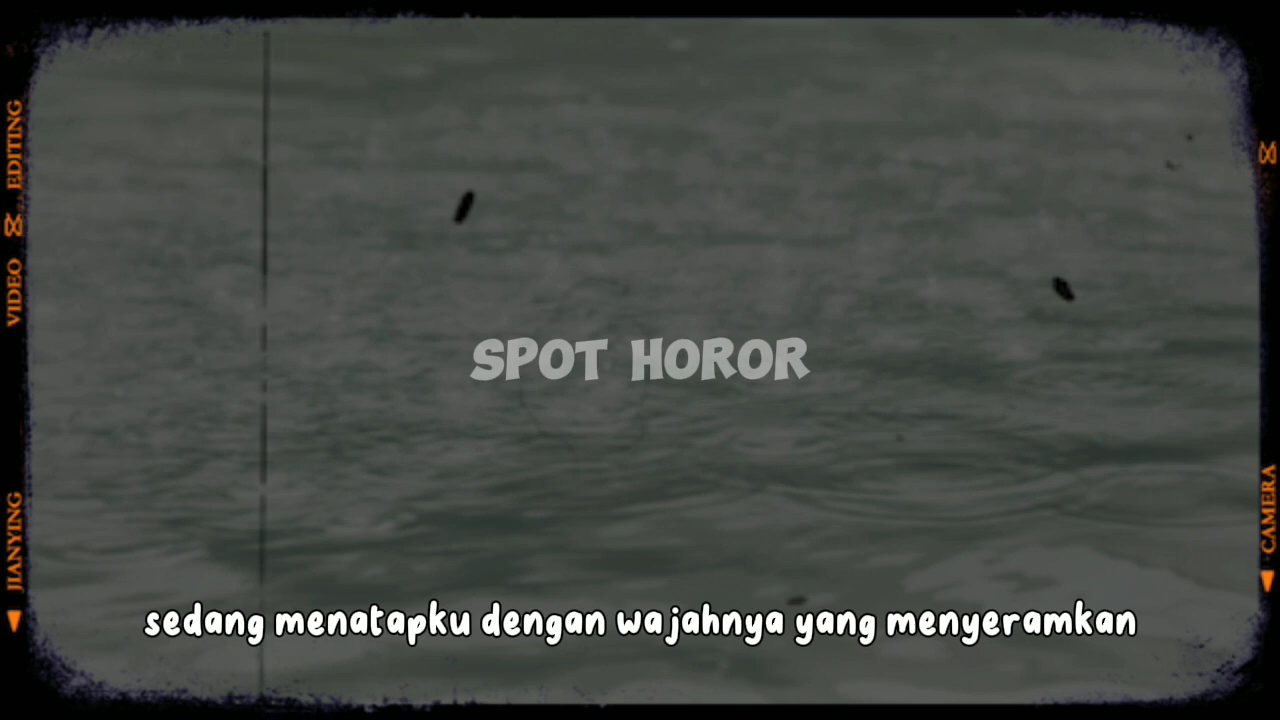 EDITING
VIDEO
JIANYING
SPOT HOROR
CAMERA
sedang menatapku dengan wajahnya yang menyeramkan